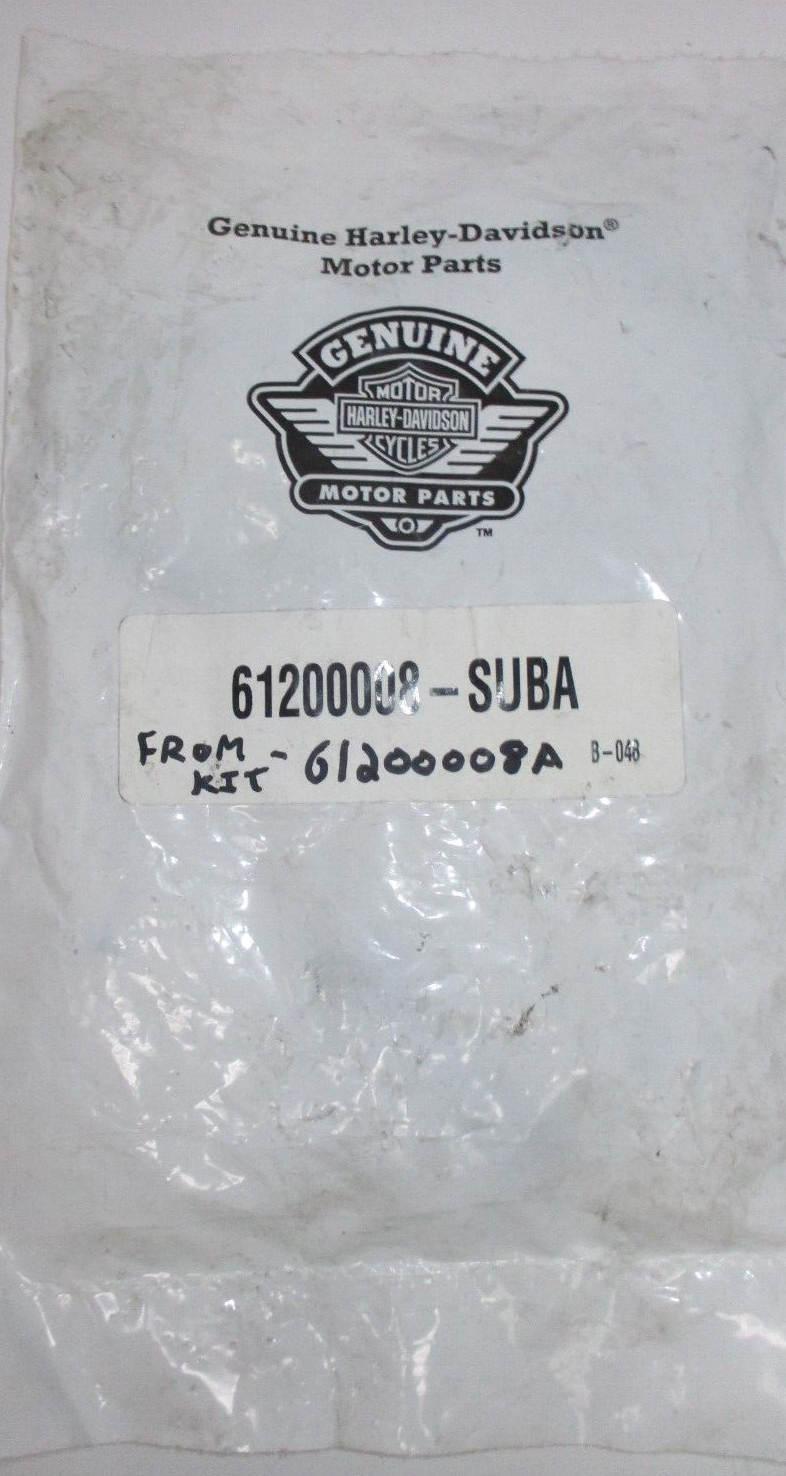 Genuine Harley-Davidson®
Motor Parts
GENUINE
MOTOR
HARLEY-DAVIDSON
CYCLES
MOTOR PARTS
TM
61200008-SUBA
FROM - 61200008A B-048
KIT